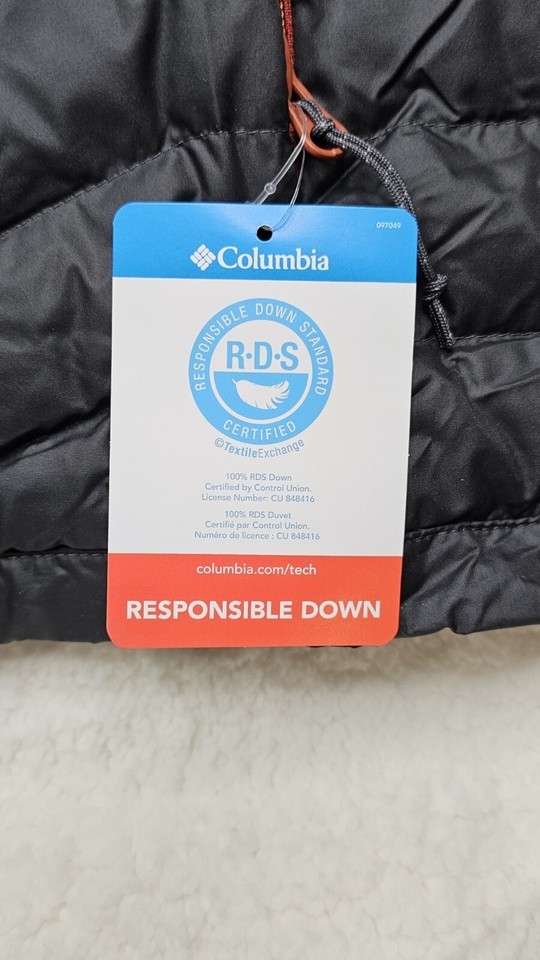 097049
Columbia
RESPONSIBLE DOWN STANDARD
R·D·S
CERTIFIED
©TextileExchange
100% RDS Down
Certified by Control Union.
License Number: CU 848416
100% RDS Duvet
Certifié par Control Union.
Numéro de licence : CU 848416
columbia.com/tech
RESPONSIBLE DOWN